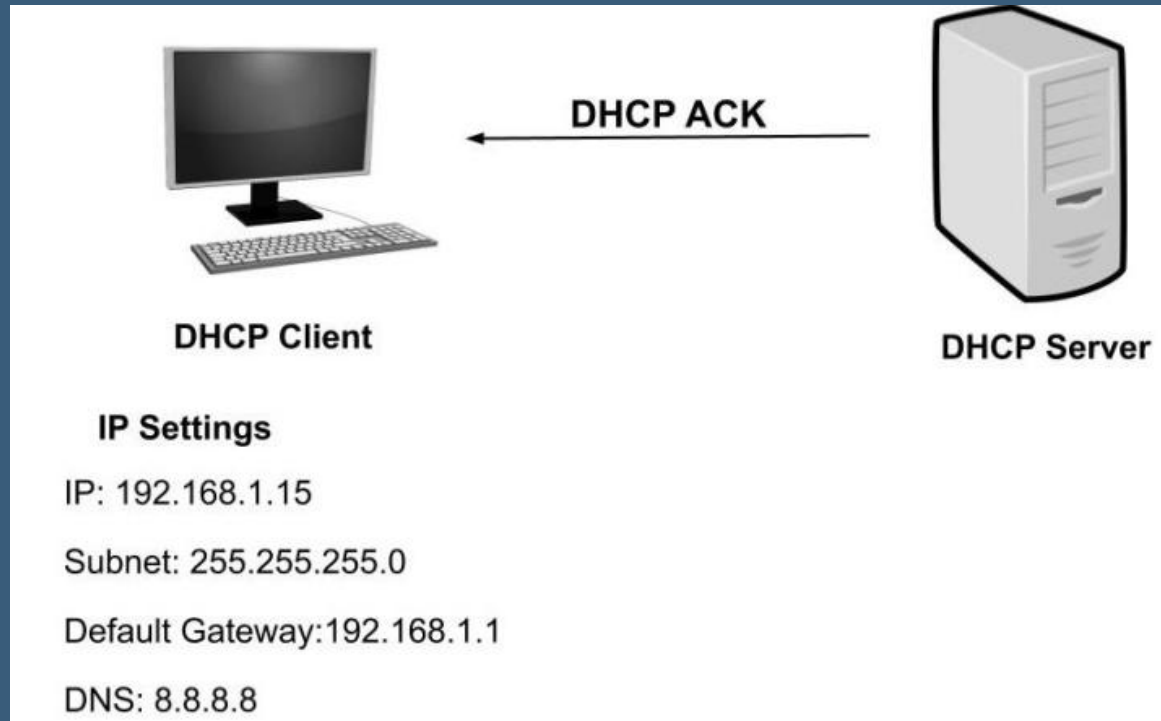 DHCP ACK
DHCP Client
DHCP Server
IP Settings
IP: 192.168.1.15
Subnet: 255.255.255.0
Default Gateway:192.168.1.1
DNS: 8.8.8.8